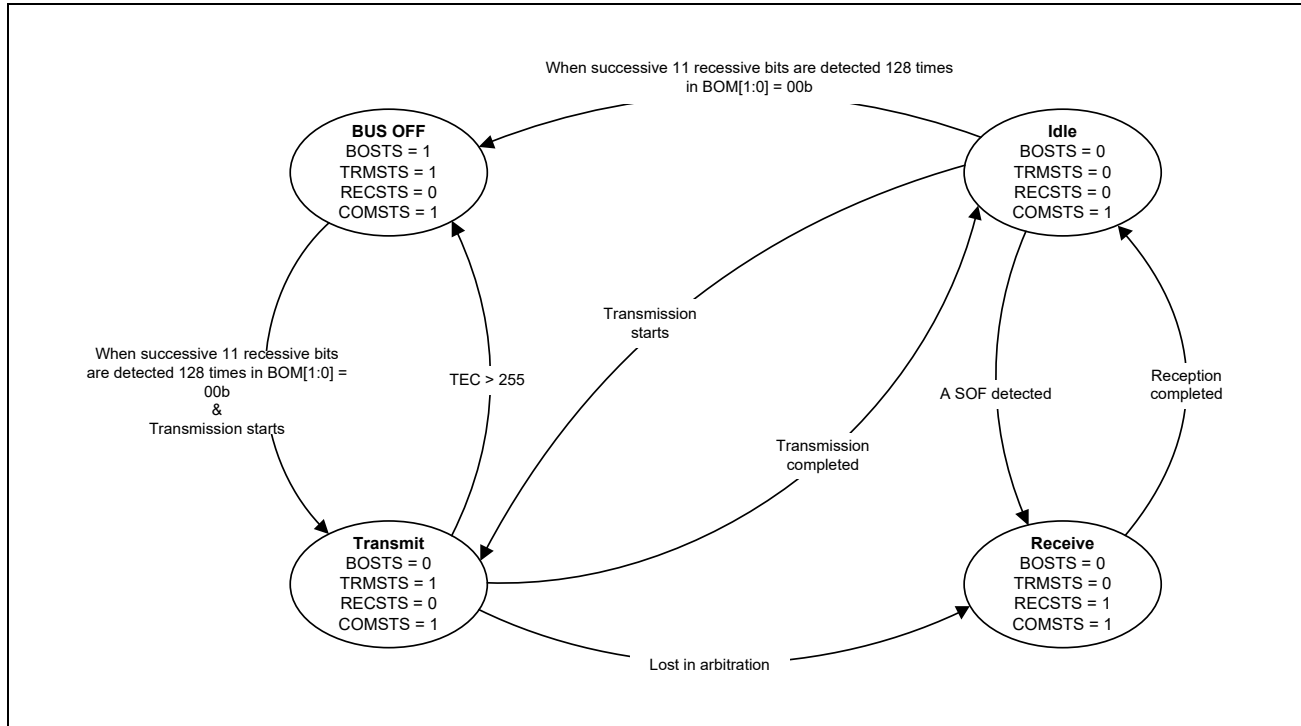 When successive 11 recessive bits are detected 128 times
in BOM[1:0] = 00b
BUS OFF
BOSTS = 1
TRMSTS = 1
RECSTS = 0
COMSTS = 1
Idle
BOSTS = 0
TRMSTS = 0
RECSTS = 0
COMSTS = 1
Transmission
starts
When successive 11 recessive bits
are detected 128 times in BOM[1:0] =
00b
&
Transmission starts
TEC > 255
A SOF detected
Reception
completed
Transmission
completed
Transmit
BOSTS = 0
TRMSTS = 1
RECSTS = 0
COMSTS = 1
Receive
BOSTS = 0
TRMSTS = 0
RECSTS = 1
COMSTS = 1
Lost in arbitration